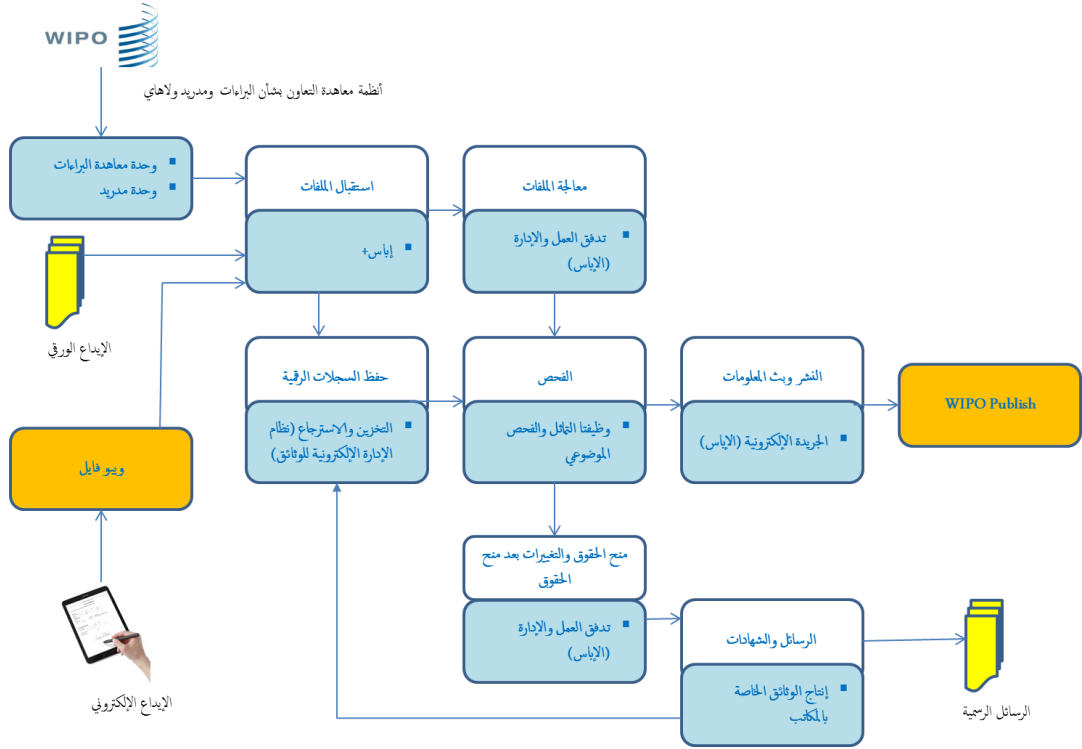 WIPO
أنظمة معاهدة التعاون بشأن البراءات ومدريد ولاهاي
وحدة معاهدة البراءات
وحدة مدريد
استقبال الملفات
إباس+
معالجة الملفات
تدفق العمل والإدارة
(الإباس)
الإيداع الورقي
حفظ السجلات الرقمية
التخزين والاسترجاع (نظام
الإدارة الإلكترونية للوثائق)
الفحص
وظيفتا التماثل والفحص
الموضوعي
النشر وبث المعلومات
الجريدة الإلكترونية (الإباس)
WIPO Publish
ويبو فايل
منح الحقوق والتغييرات بعد منح
الحقوق
تدفق العمل والإدارة
(الإباس)
الرسائل والشهادات
إنتاج الوثائق الخاصة
بالمكاتب
الإيداع الإلكتروني
الرسائل الرسمية